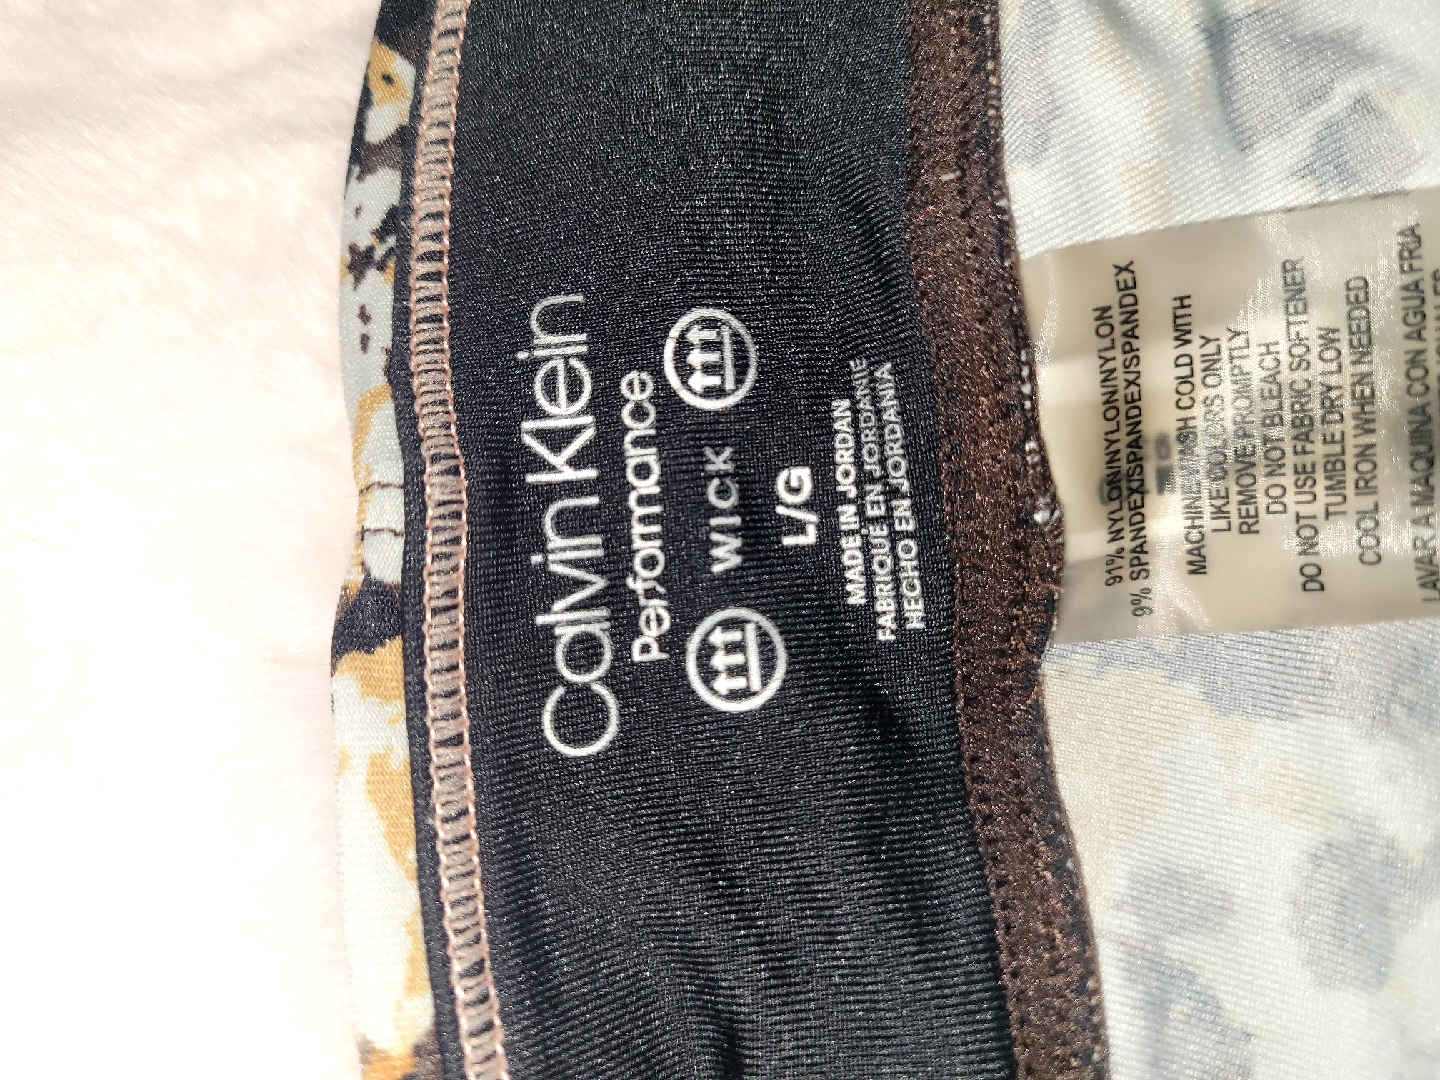 Calvin Klein
Performance
WICK
L/G
MADE IN JORDAN
FABRIQUÉ EN JORDANIE
HECHO EN JORDANIA
91% NYLON/NYLON/NYLON
9% SPANDEX/SPANDEX/SPANDEX
MACHINE WASH COLD WITH
LIKE COLORS ONLY
REMOVE PROMPTLY
DO NOT BLEACH
DO NOT USE FABRIC SOFTENER
TUMBLE DRY LOW
COOL IRON WHEN NEEDED
LAVAR A MAQUINA CON AGUA FRIA